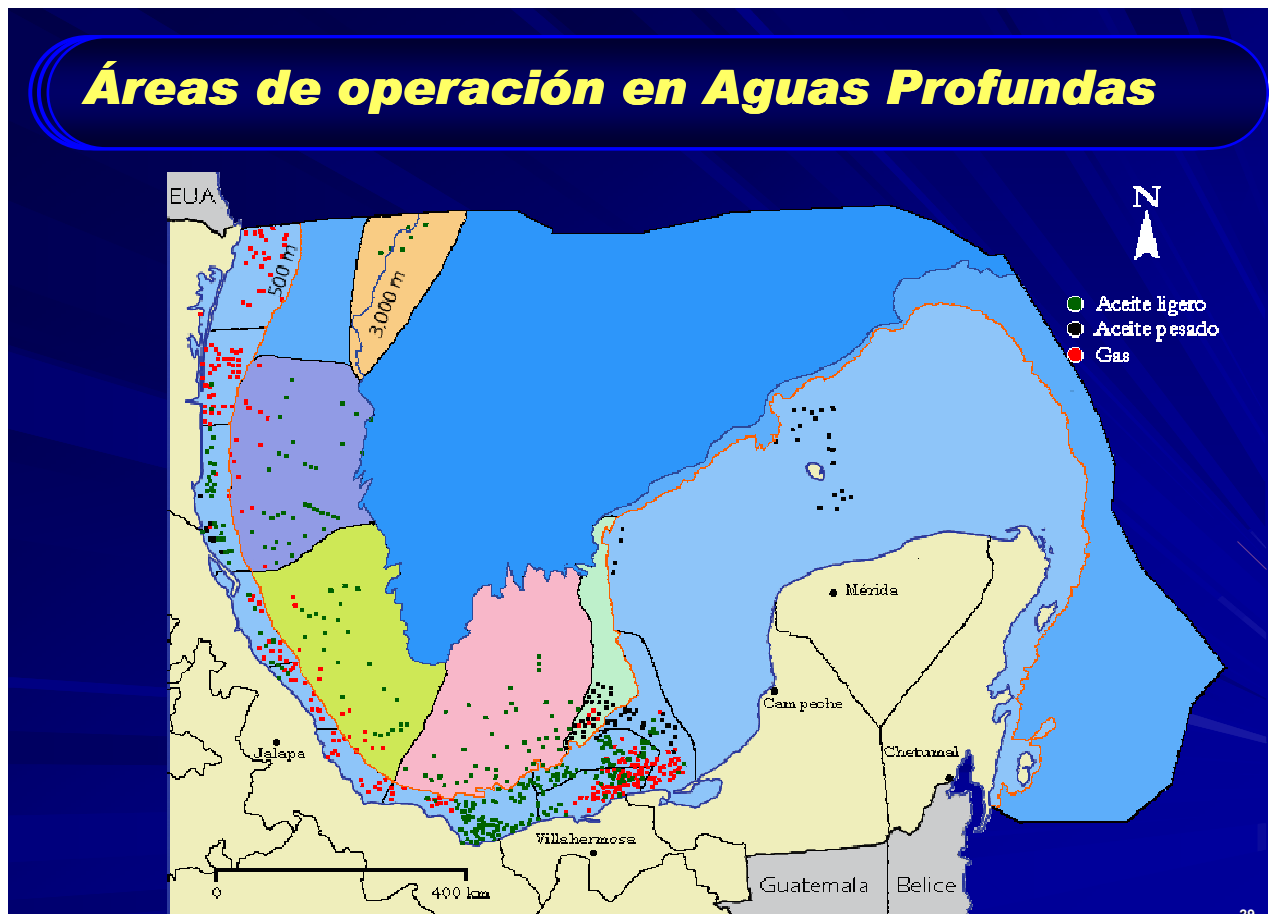 Áreas de operación en Aguas Profundas
EUA
N
500 m
3,000 m
Aceite ligero
Aceite pesado
Gas
Mérida
Campeche
Chetumal
Jalapa
Villahermosa
0 400 km
Guatemala Belice